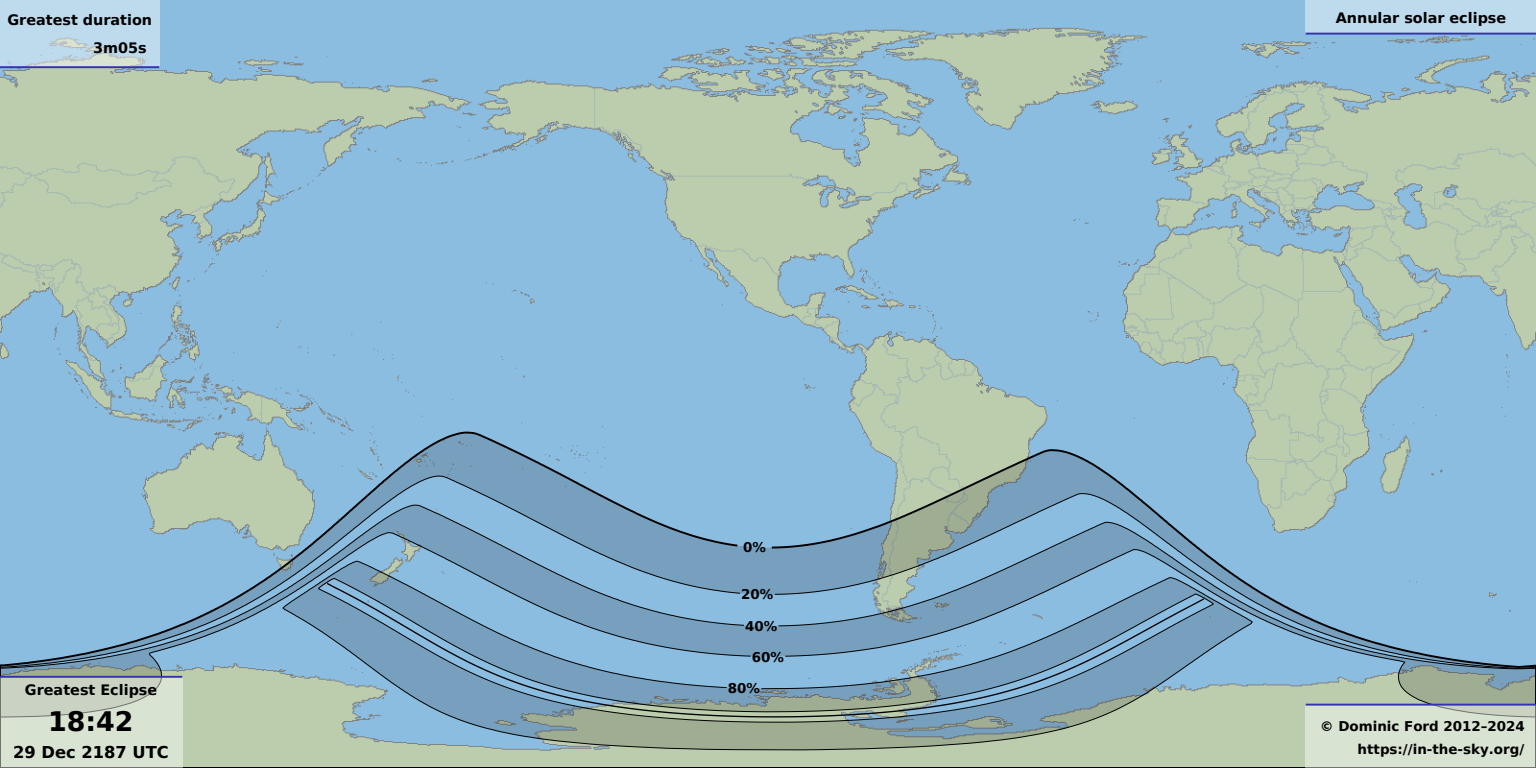 Greatest duration
3m05s
Annular solar eclipse
0%
20%
40%
60%
80%
Greatest Eclipse
18:42
29 Dec 2187 UTC
© Dominic Ford 2012–2024
https://in-the-sky.org/